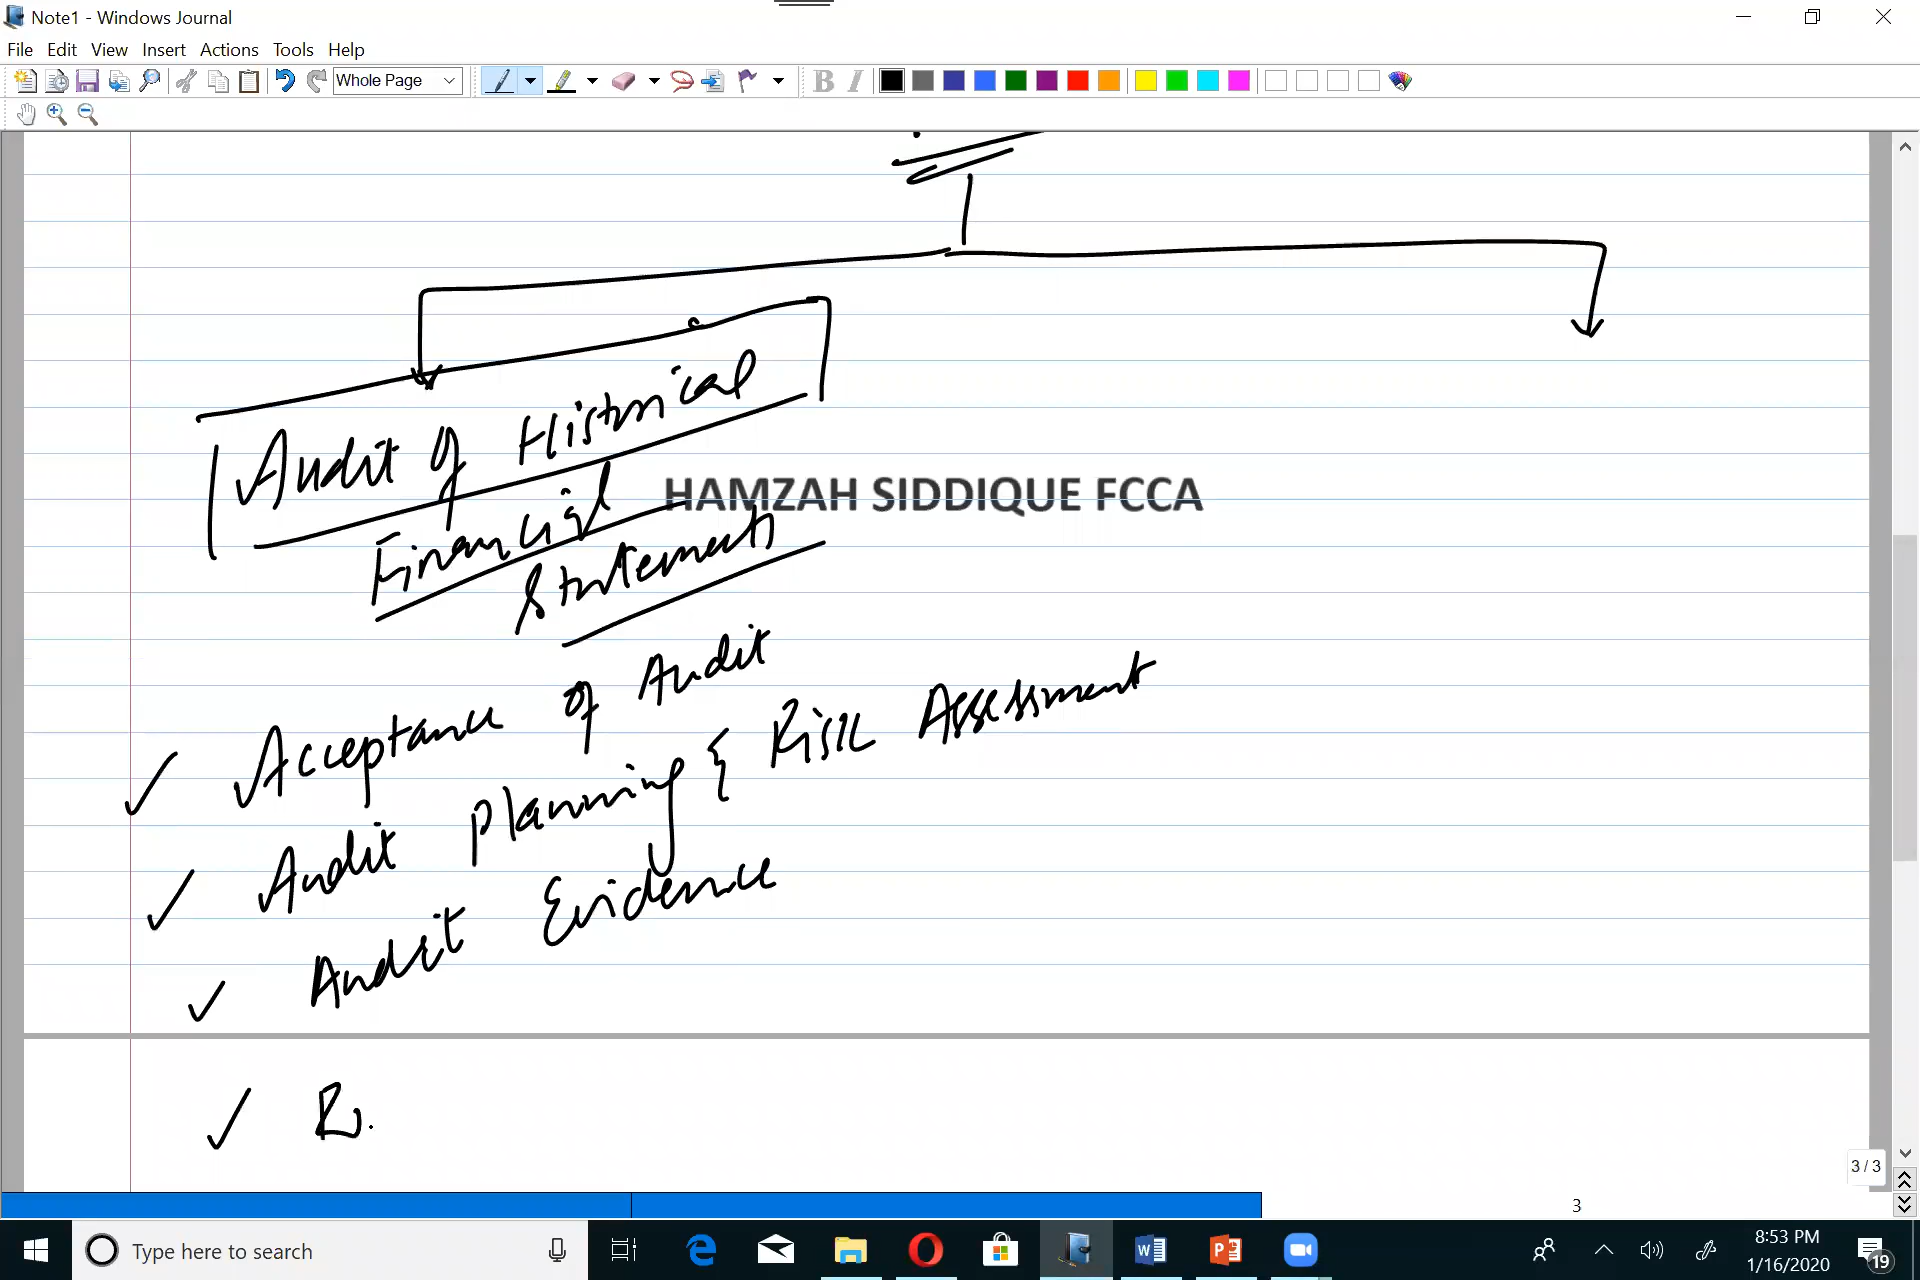 Note1 - Windows Journal
File Edit View Insert Actions Tools Help
Whole Page
B I
Audit of Historical
Financial
Statements
HAMZAH SIDDIQUE FCCA
Acceptance of Audit
Audit Planning & Risk Assessment
Audit Evidence
R
3 / 3
3
Type here to search
8:53 PM
1/16/2020
19